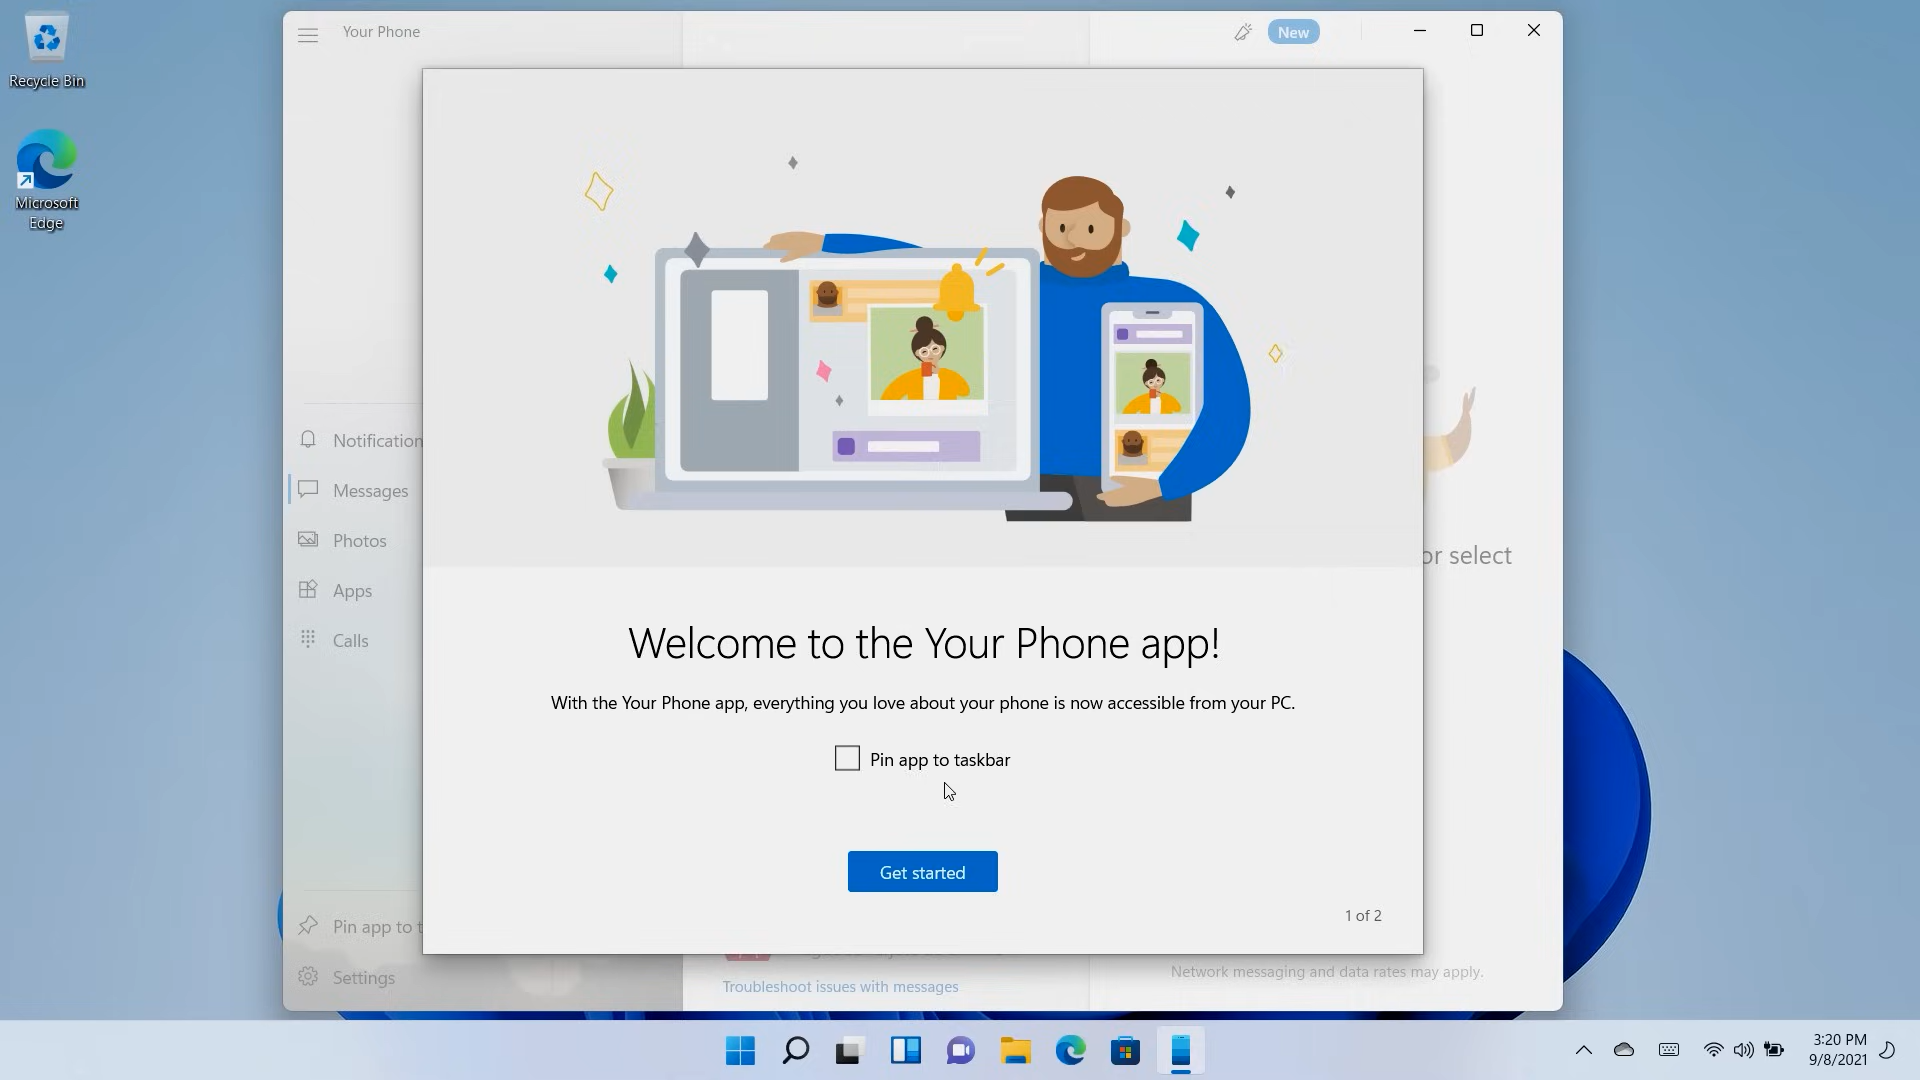 Recycle Bin
Microsoft
Edge
Your Phone
New
Notification
Messages
Photos
Apps
Calls
Pin app to t
Settings
or select
Welcome to the Your Phone app!
With the Your Phone app, everything you love about your phone is now accessible from your PC.
Pin app to taskbar
Get started
1 of 2
Troubleshoot issues with messages
Network messaging and data rates may apply.
3:20 PM
9/8/2021